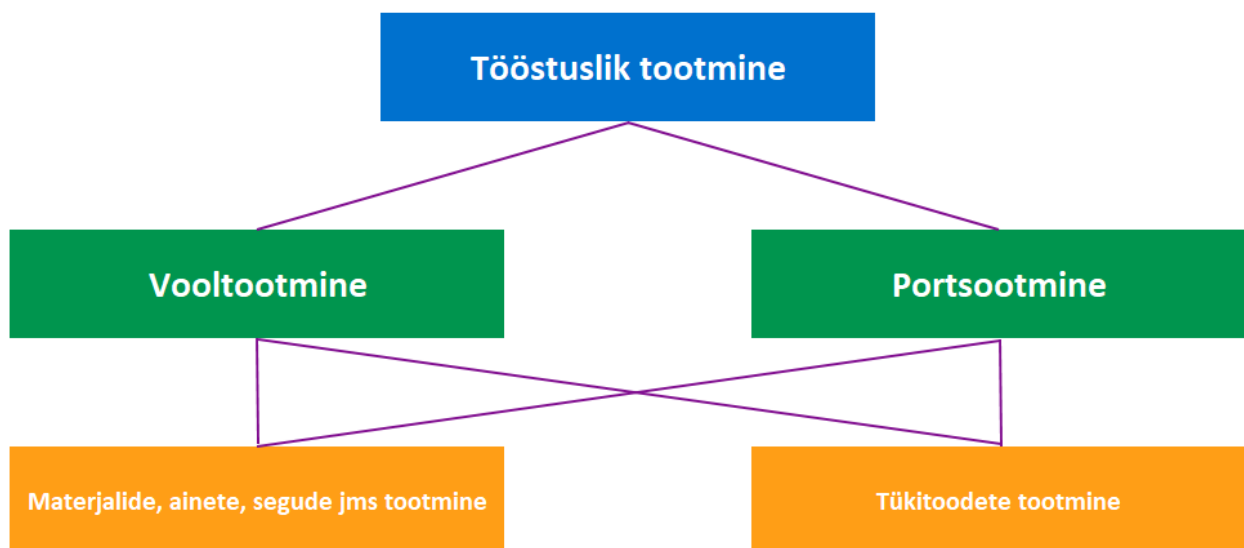 Tööstuslik tootmine
Vooltootmine
Portsootmine
Materjalide, ainete, segude jms tootmine
Tükitoodete tootmine